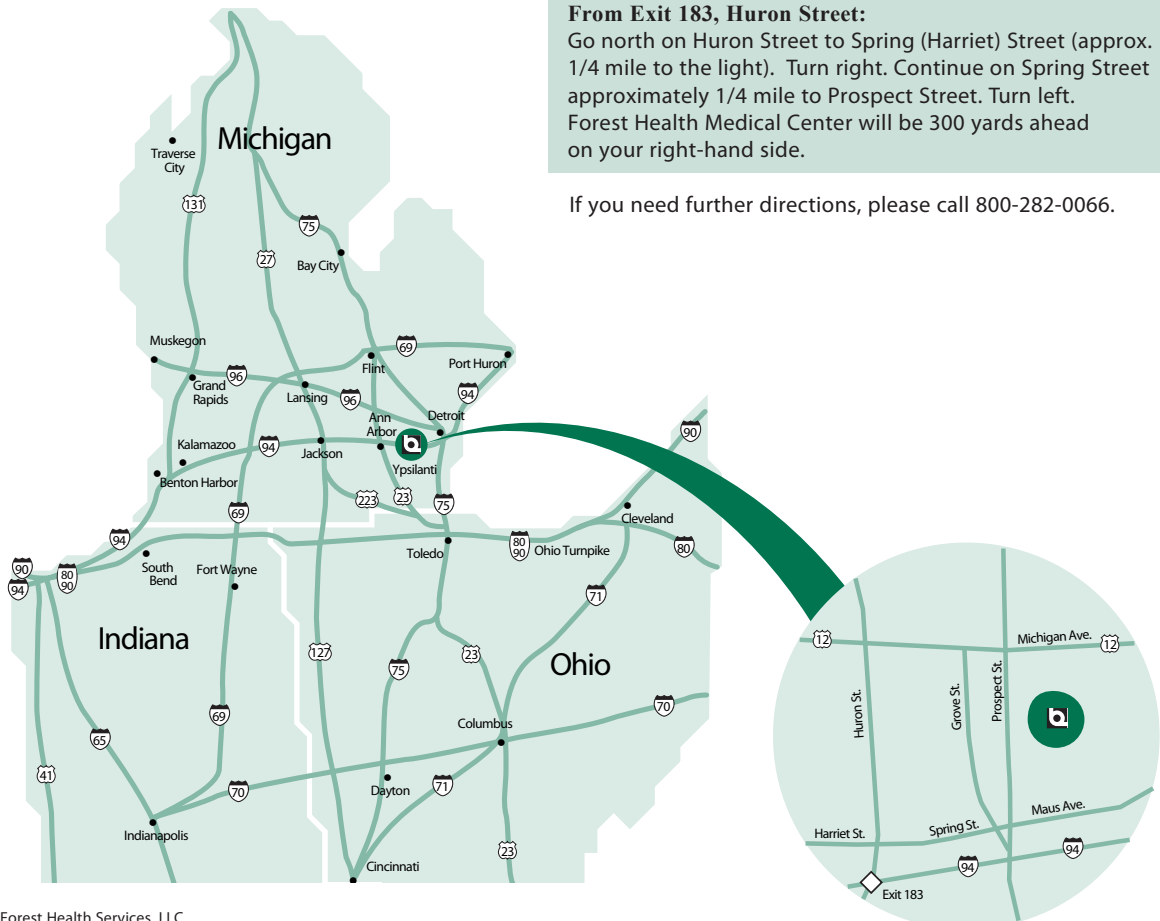 From Exit 183, Huron Street:
Go north on Huron Street to Spring (Harriet) Street (approx.
1/4 mile to the light).  Turn right. Continue on Spring Street
approximately 1/4 mile to Prospect Street. Turn left.
Forest Health Medical Center will be 300 yards ahead
on your right-hand side.
If you need further directions, please call 800-282-0066.
Michigan
Traverse
City
131
75
27
Bay City
Muskegon
69
Flint
Port Huron
96
Grand
Rapids
Lansing
96
94
Ann
Arbor
Detroit
90
Kalamazoo
94
Jackson
Ypsilanti
Benton Harbor
223
23
75
69
Cleveland
94
80
90
Ohio Turnpike
80
Toledo
South
Bend
Fort Wayne
90
94
80
90
71
Indiana
127
75
23
Ohio
70
69
Columbus
65
41
70
Dayton
71
Indianapolis
23
Cincinnati
12
Michigan Ave.
12
Huron St.
Grove St.
Prospect St.
Harriet St.
Spring St.
Maus Ave.
94
94
Exit 183
Forest Health Services, LLC